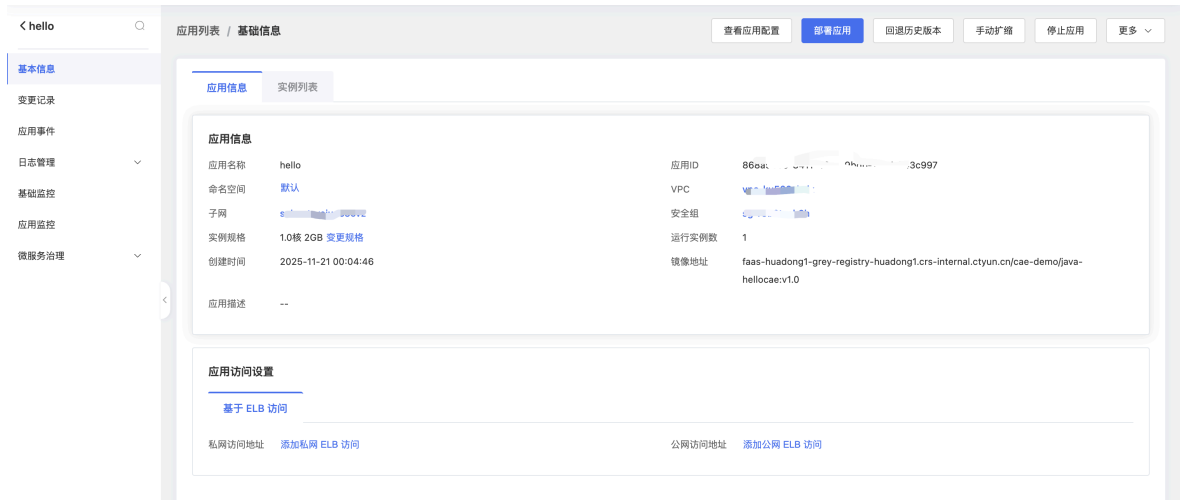 hello
应用列表 / 基础信息
查看应用配置
部署应用
回退历史版本
手动扩缩
停止应用
更多
基本信息
变更记录
应用事件
日志管理
基础监控
应用监控
微服务治理
应用信息
实例列表
应用信息
应用名称 hello
应用ID 3c997
命名空间 默认
VPC
子网
安全组
实例规格 1.0核 2GB 变更规格
运行实例数 1
创建时间 2025-11-21 00:04:46
镜像地址 faas-huadong1-grey-registry-huadong1.crs-internal.ctyun.cn/cae-demo/java-
hellocae:v1.0
应用描述 --
应用访问设置
基于 ELB 访问
私网访问地址 添加私网 ELB 访问
公网访问地址 添加公网 ELB 访问